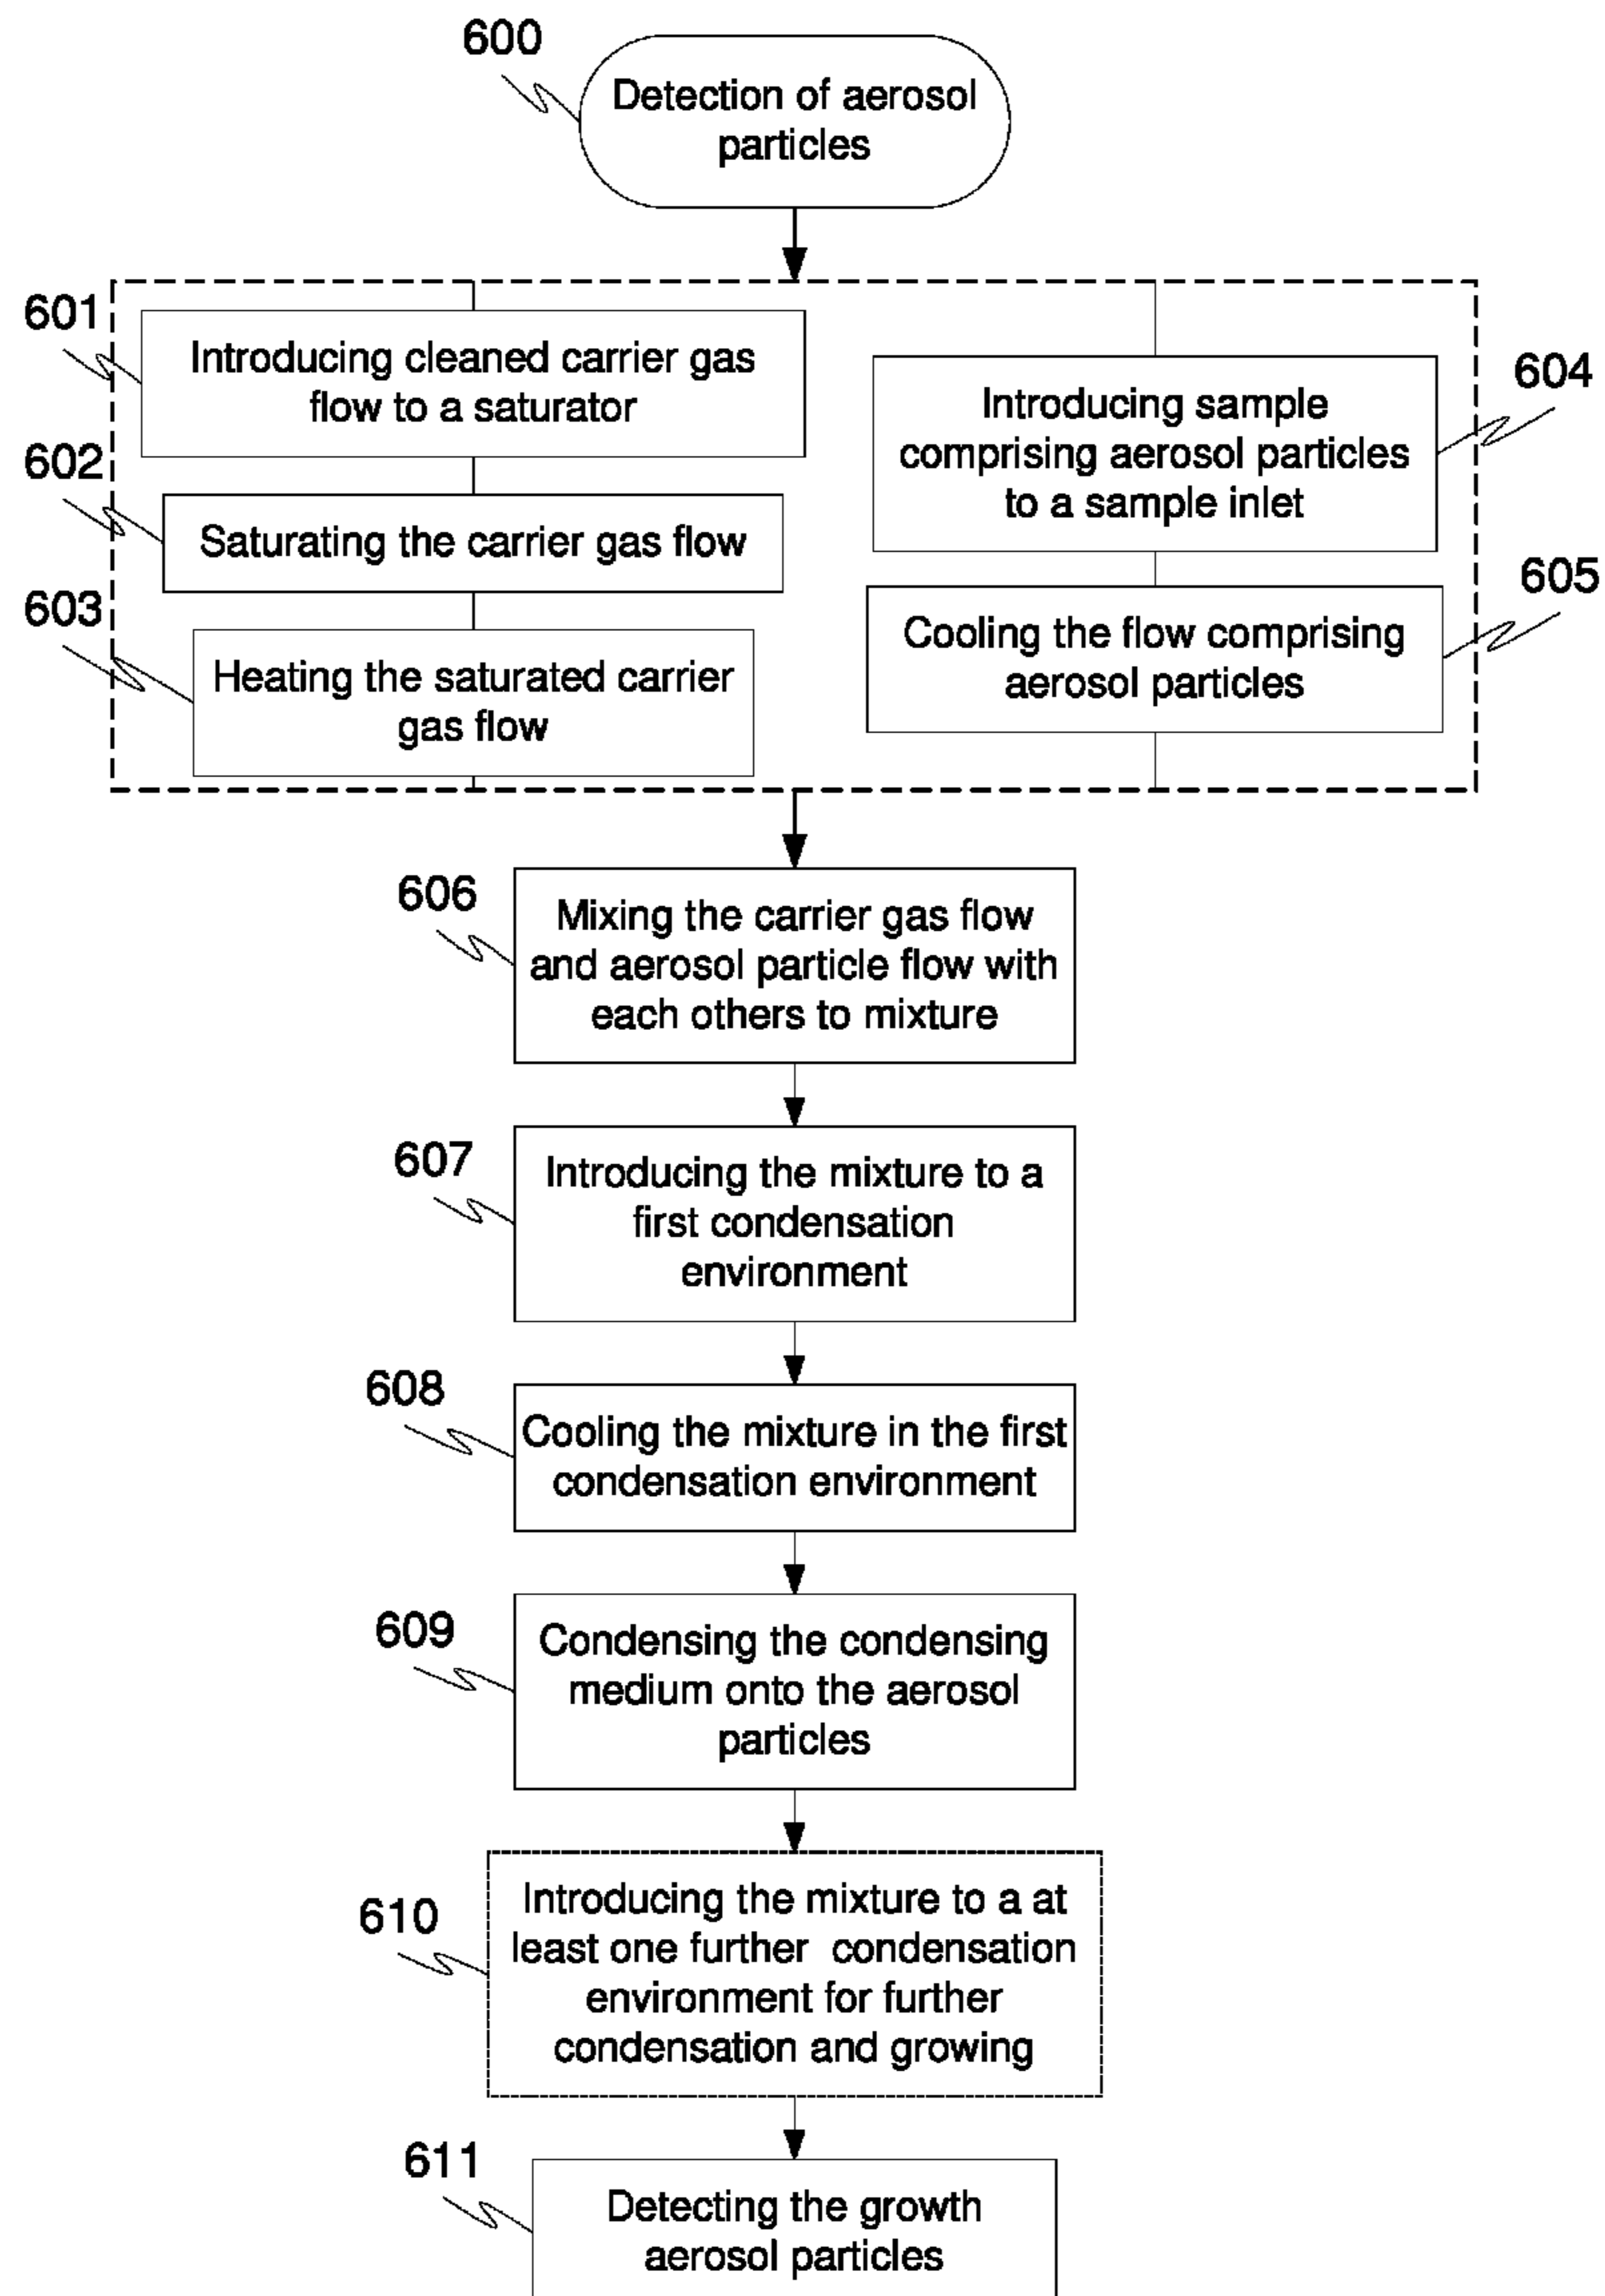 600
Detection of aerosol
particles
601
Introducing cleaned carrier gas
flow to a saturator
602
Saturating the carrier gas flow
603
Heating the saturated carrier
gas flow
604
Introducing sample
comprising aerosol particles
to a sample inlet
605
Cooling the flow comprising
aerosol particles
606
Mixing the carrier gas flow
and aerosol particle flow with
each others to mixture
607
Introducing the mixture to a
first condensation
environment
608
Cooling the mixture in the first
condensation environment
609
Condensing the condensing
medium onto the aerosol
particles
610
Introducing the mixture to a at
least one further condensation
environment for further
condensation and growing
611
Detecting the growth
aerosol particles